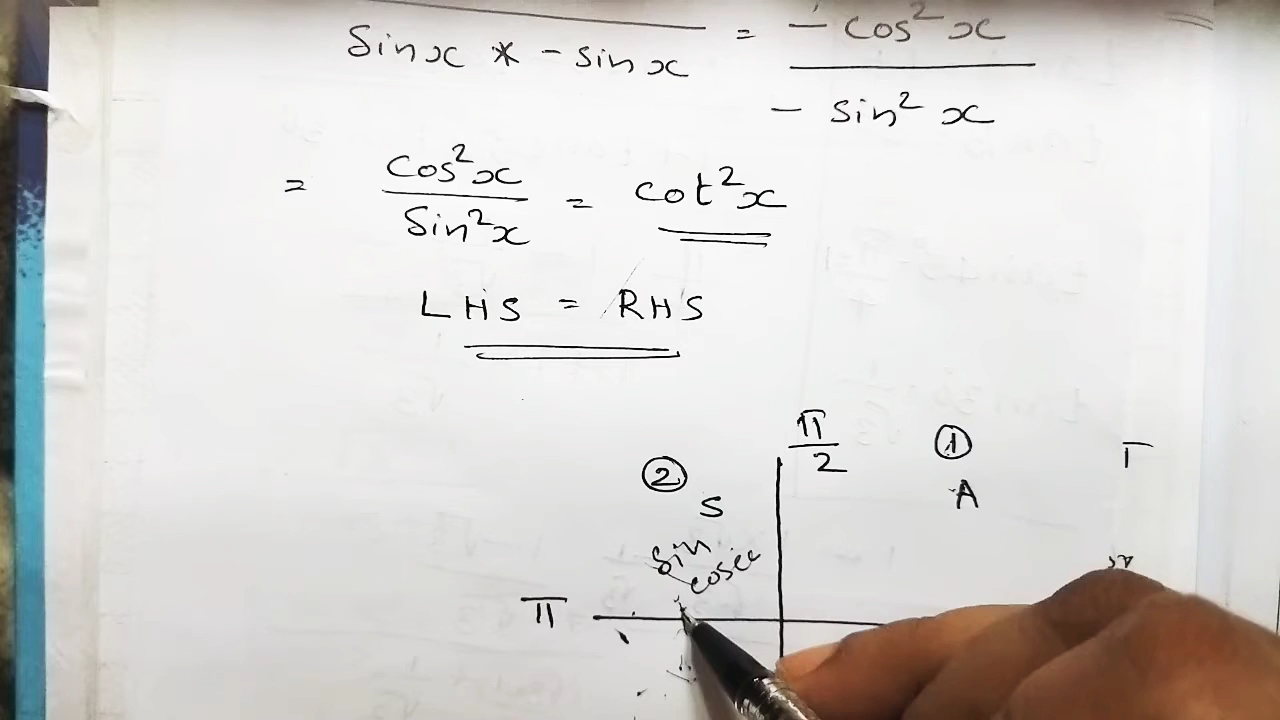 sinx * - sinx = - cos²x / - sin²x
= cos²x / sin²x = cot²x
LHS = RHS
π/2 ①
② S A
sin
cosec
π